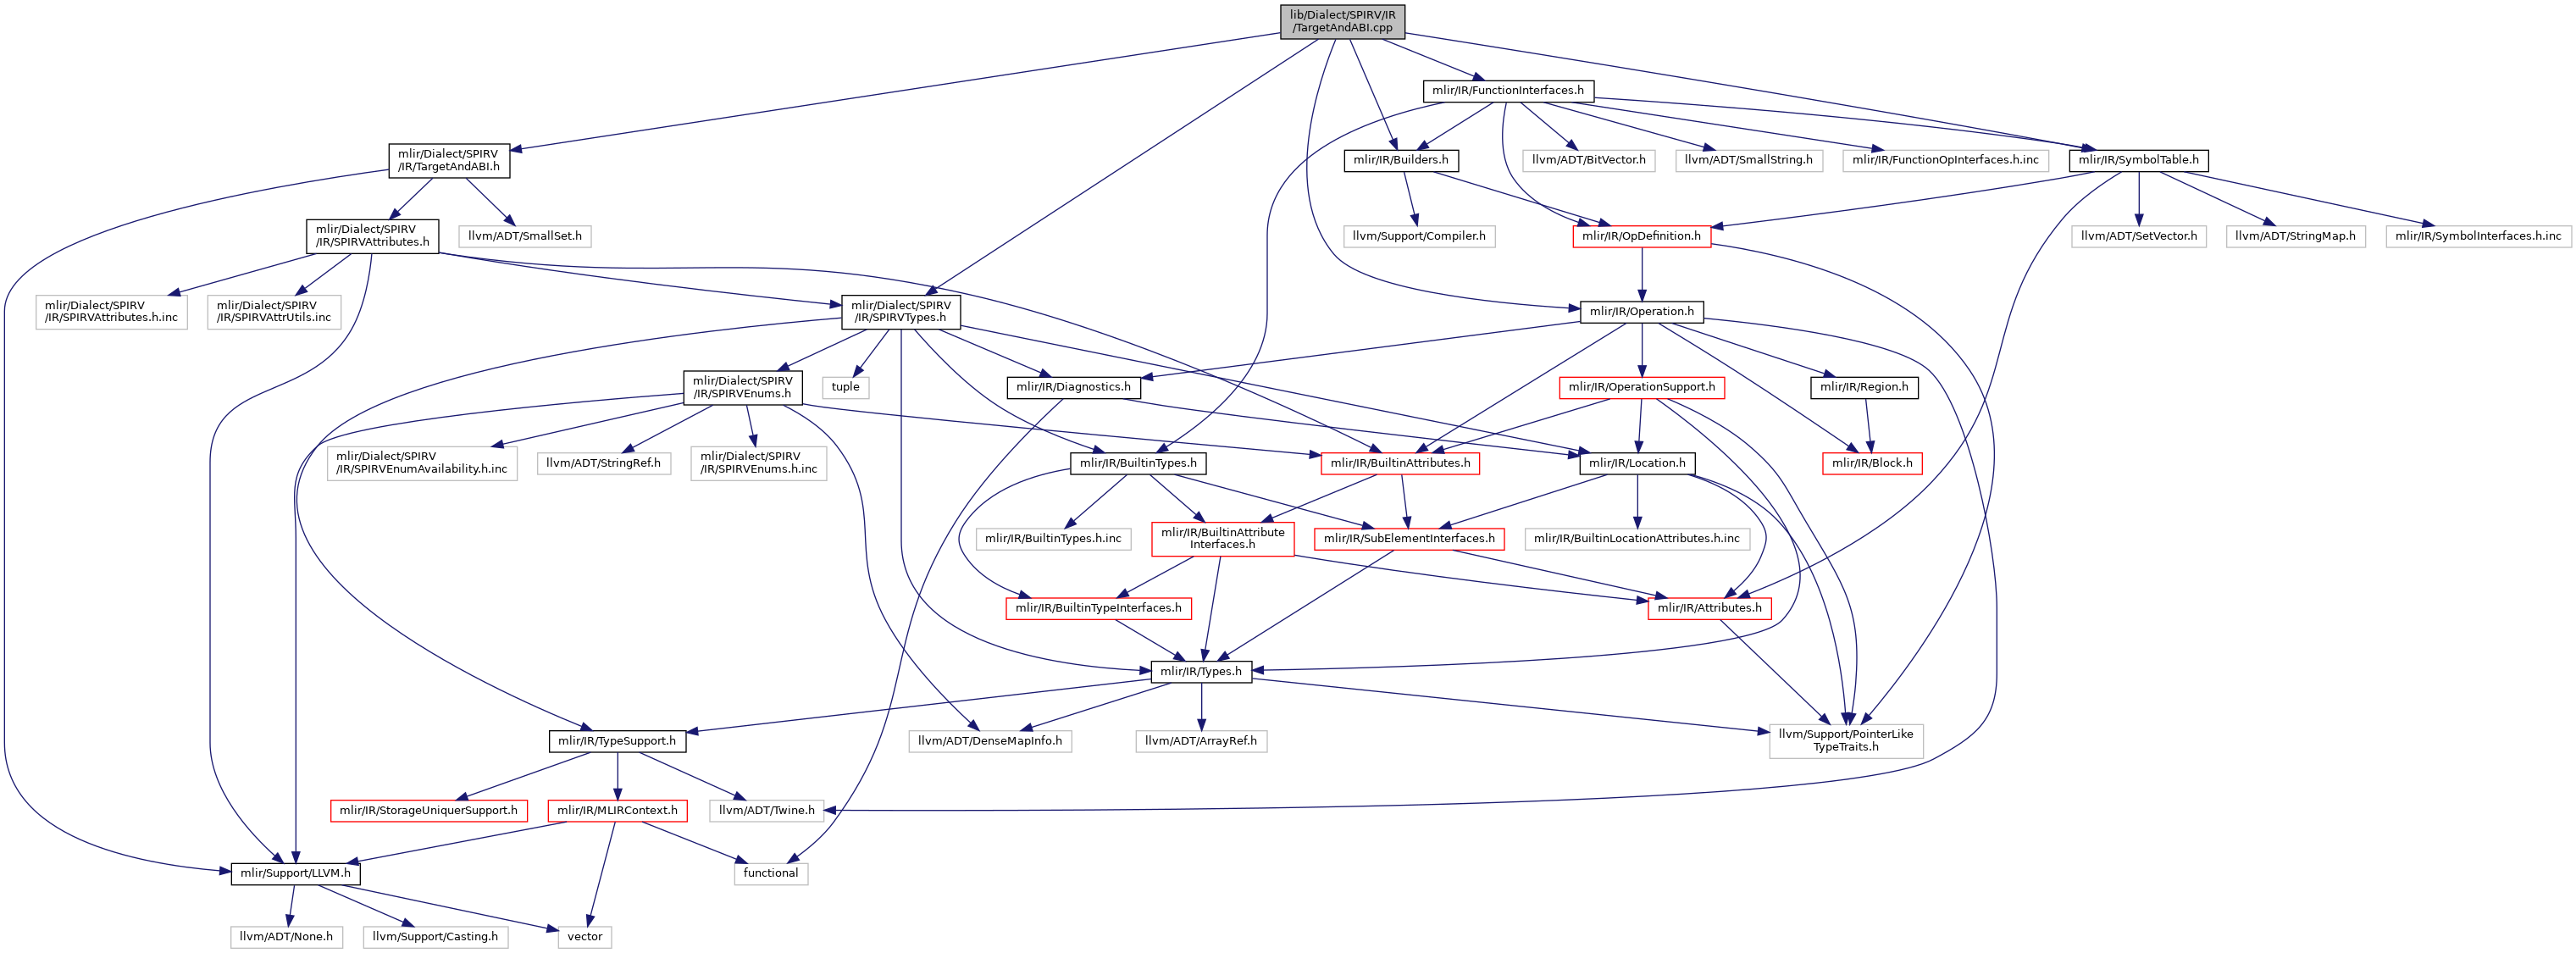 lib/Dialect/SPIRV/IR
/TargetAndABI.cpp
mlir/IR/FunctionInterfaces.h
mlir/Dialect/SPIRV
/IR/TargetAndABI.h
mlir/IR/Builders.h
llvm/ADT/BitVector.h
llvm/ADT/SmallString.h
mlir/IR/FunctionOpInterfaces.h.inc
mlir/IR/SymbolTable.h
mlir/Dialect/SPIRV
/IR/SPIRVAttributes.h
llvm/ADT/SmallSet.h
llvm/Support/Compiler.h
mlir/IR/OpDefinition.h
llvm/ADT/SetVector.h
llvm/ADT/StringMap.h
mlir/IR/SymbolInterfaces.h.inc
mlir/Dialect/SPIRV
/IR/SPIRVAttributes.h.inc
mlir/Dialect/SPIRV
/IR/SPIRVAttrUtils.inc
mlir/Dialect/SPIRV
/IR/SPIRVTypes.h
mlir/IR/Operation.h
mlir/Dialect/SPIRV
/IR/SPIRVEnums.h
tuple
mlir/IR/Diagnostics.h
mlir/IR/OperationSupport.h
mlir/IR/Region.h
mlir/Dialect/SPIRV
/IR/SPIRVEnumAvailability.h.inc
llvm/ADT/StringRef.h
mlir/Dialect/SPIRV
/IR/SPIRVEnums.h.inc
mlir/IR/BuiltinTypes.h
mlir/IR/BuiltinAttributes.h
mlir/IR/Location.h
mlir/IR/Block.h
mlir/IR/BuiltinTypes.h.inc
mlir/IR/BuiltinAttribute
Interfaces.h
mlir/IR/SubElementInterfaces.h
mlir/IR/BuiltinLocationAttributes.h.inc
mlir/IR/BuiltinTypeInterfaces.h
mlir/IR/Attributes.h
mlir/IR/Types.h
mlir/IR/TypeSupport.h
llvm/ADT/DenseMapInfo.h
llvm/ADT/ArrayRef.h
llvm/Support/PointerLike
TypeTraits.h
mlir/IR/StorageUniquerSupport.h
mlir/IR/MLIRContext.h
llvm/ADT/Twine.h
mlir/Support/LLVM.h
functional
llvm/ADT/None.h
llvm/Support/Casting.h
vector